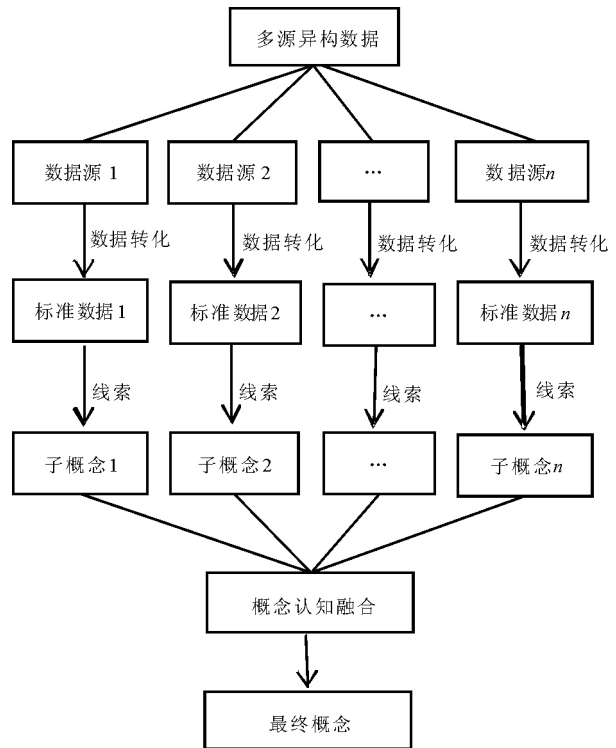 多源异构数据
数据源 1
数据源 2
…
数据源n
数据转化
数据转化
数据转化
数据转化
标准数据1
标准数据2
…
标准数据n
线索
线索
线索
线索
子概念1
子概念2
…
子概念n
概念认知融合
最终概念